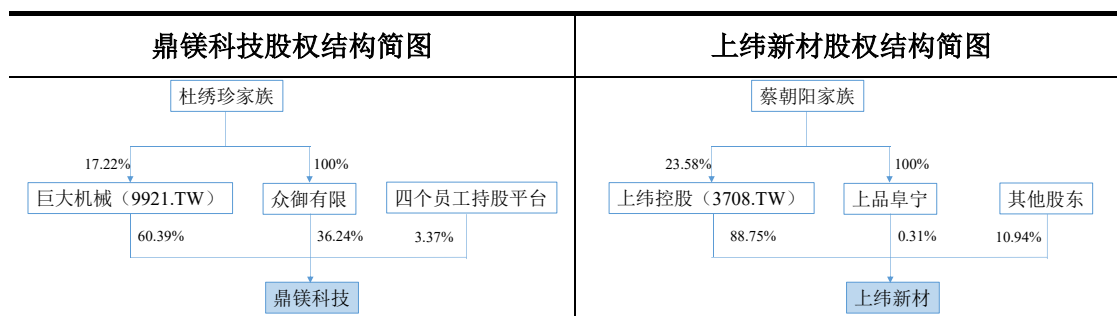 鼎镁科技股权结构简图
杜绣珍家族
17.22%
100%
巨大机械（9921.TW）
众御有限
四个员工持股平台
60.39%
36.24%
3.37%
鼎镁科技
上纬新材股权结构简图
蔡朝阳家族
23.58%
100%
上纬控股（3708.TW）
上品阜宁
其他股东
88.75%
0.31%
10.94%
上纬新材